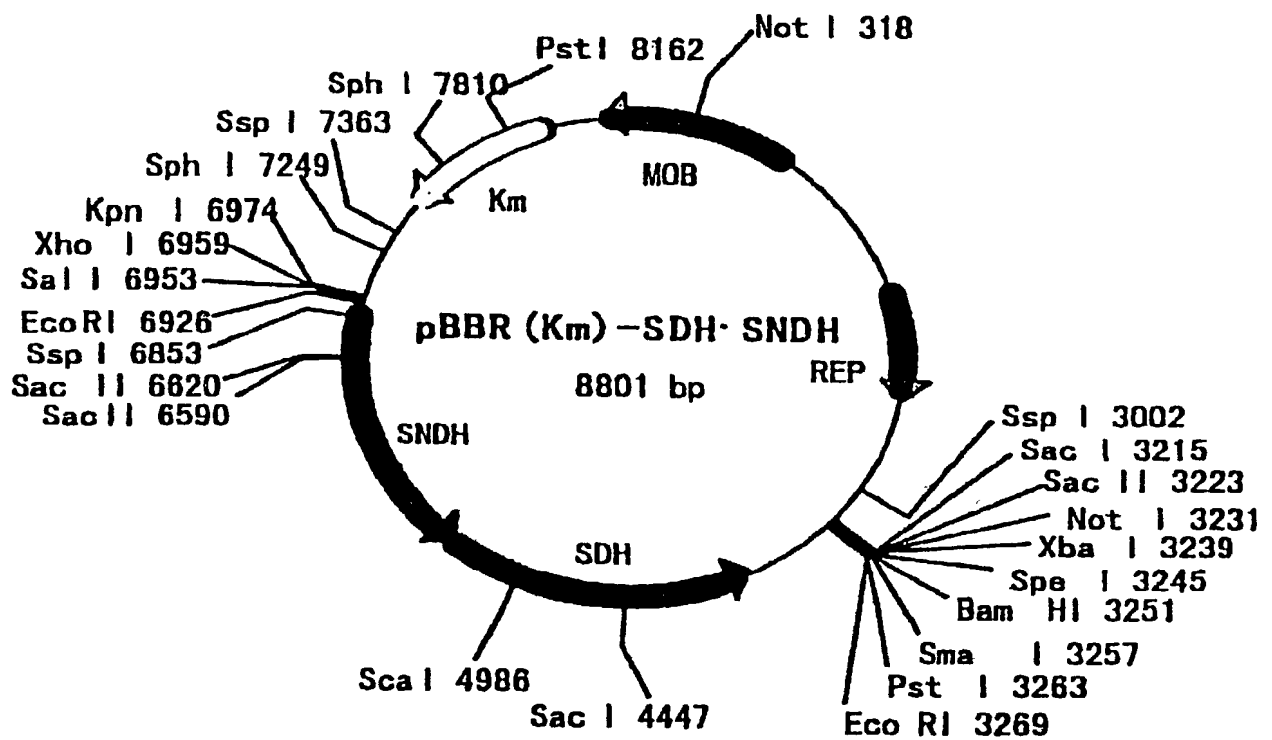 Not I 318
Pst I 8162
Sph I 7810
Ssp I 7363
Sph I 7249
Kpn I 6974
Xho I 6959
Sal I 6953
Eco RI 6926
Ssp I 6853
Sac II 6620
Sac II 6590
MOB
Km
pBBR (Km) -SDH· SNDH
8801 bp
REP
SNDH
SDH
Ssp I 3002
Sac I 3215
Sac II 3223
Not I 3231
Xba I 3239
Spe I 3245
Bam HI 3251
Sma I 3257
Pst I 3263
Eco RI 3269
Sca I 4986
Sac I 4447